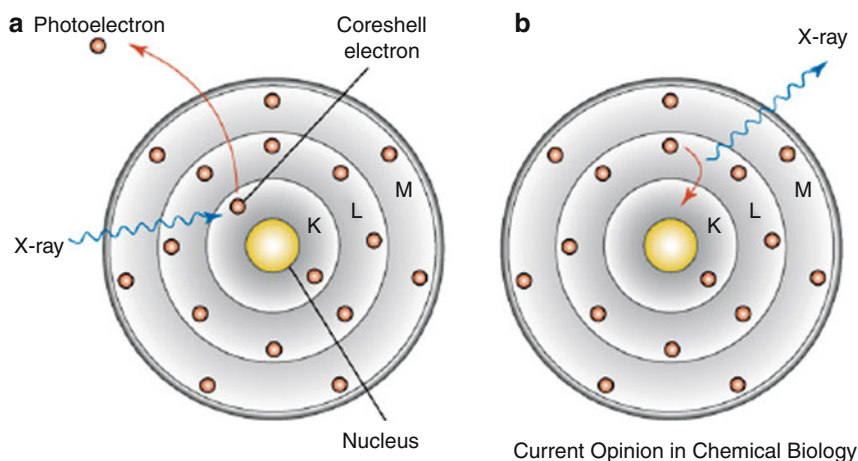 a
Photoelectron
Coreshell
electron
X-ray
K
L
M
Nucleus
b
X-ray
K
L
M
Current Opinion in Chemical Biology